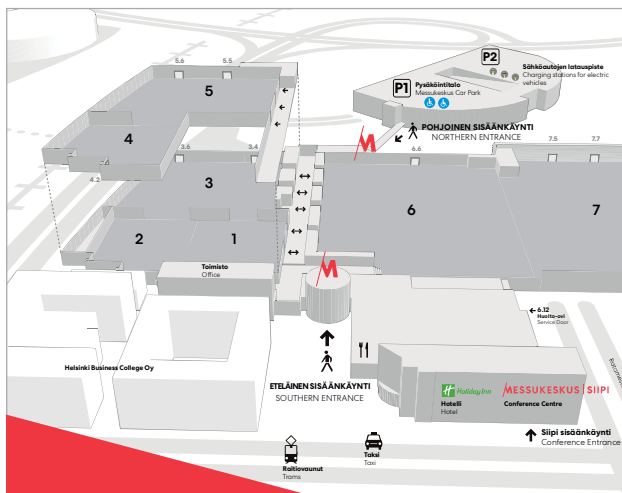 P2
Sähköautojen latauspiste
Charging stations for electric
vehicles
P1
Pysäköintitalo
Messukeskus Car Park
5.6
5.5
5
4
POHJOINEN SISÄÄNKÄYNTI
NORTHERN ENTRANCE
3.6
3.4
6.6
7.5
7.7
4.2
3
6
7
2
1
Toimisto
Office
6.12
Huolto-ovi
Service Door
Helsinki Business College Oy
ETELÄINEN SISÄÄNKÄYNTI
SOUTHERN ENTRANCE
Holiday Inn
MESSUKESKUS SIIPI
Hotelli
Hotel
Conference Centre
Siipi sisäänkäynti
Conference Entrance
Raitiovaunut
Trams
Taksi
Taxi